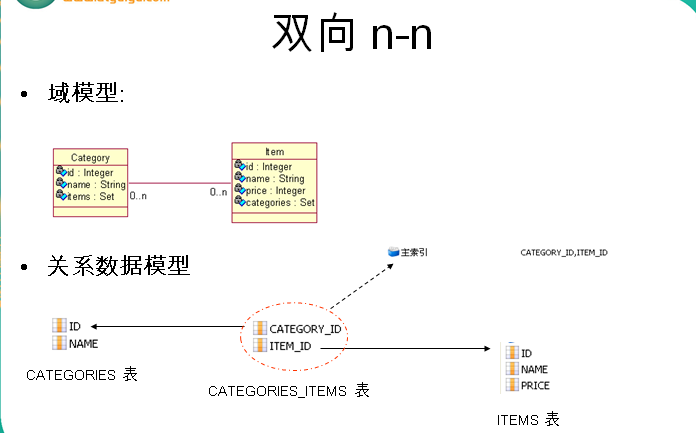 双向 n-n
• 域模型:
Category
id : Integer
name : String
items : Set
0..n
0..n
Item
id : Integer
name : String
price : Integer
categories : Set
• 关系数据模型
主索引
CATEGORY_ID,ITEM_ID
ID
NAME
CATEGORIES 表
CATEGORY_ID
ITEM_ID
CATEGORIES_ITEMS 表
ID
NAME
PRICE
ITEMS 表